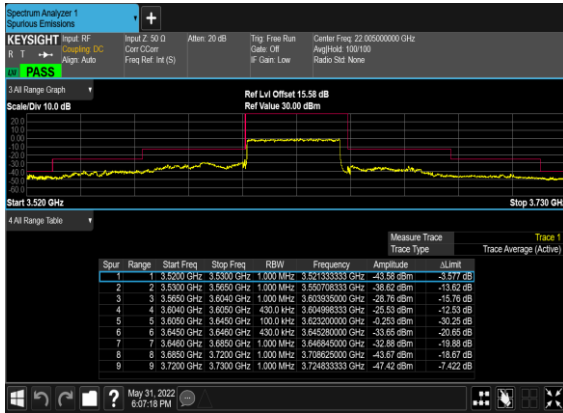 Spectrum Analyzer 1
Spurious Emissions
KEYSIGHT Input: RF Input Z: 50 Ω Atten: 20 dB Trig: Free Run Center Freq: 22.005000000 GHz
R T Coupling: DC Corr CCorr Gate: Off Avg|Hold: 100/100
Align: Auto Freq Ref: Int (S) IF Gain: Low Radio Std: None
PASS
3 All Range Graph
Ref Lvl Offset 15.58 dB
Scale/Div 10.0 dB Ref Value 30.00 dBm
20.0
10.0
0.00
-10.0
-20.0
-30.0
-40.0
-50.0
-60.0
Start 3.520 GHz Stop 3.730 GH
4 All Range Table
Measure Trace Trace 1
Trace Type Trace Average (Active)
Spur Range Start Freq Stop Freq RBW Frequency Amplitude ΔLimit
1 1 3.5200 GHz 3.5300 GHz 1.000 MHz 3.521333333 GHz -43.58 dBm -3.577 dB
2 2 3.5300 GHz 3.5650 GHz 1.000 MHz 3.550708333 GHz -38.62 dBm -13.62 dB
3 3 3.5650 GHz 3.6040 GHz 1.000 MHz 3.603935000 GHz -28.76 dBm -15.76 dB
4 4 3.6040 GHz 3.6050 GHz 430.0 kHz 3.604998333 GHz -25.53 dBm -12.53 dB
5 5 3.6050 GHz 3.6450 GHz 100.0 kHz 3.623200000 GHz -0.253 dBm -30.25 dB
6 6 3.6450 GHz 3.6460 GHz 430.0 kHz 3.645280000 GHz -33.65 dBm -20.65 dB
7 7 3.6460 GHz 3.6850 GHz 1.000 MHz 3.646845000 GHz -32.88 dBm -19.88 dB
8 8 3.6850 GHz 3.7200 GHz 1.000 MHz 3.708625000 GHz -43.67 dBm -18.67 dB
9 9 3.7200 GHz 3.7300 GHz 1.000 MHz 3.724833333 GHz -47.42 dBm -7.422 dB
May 31, 2022
6:07:18 PM